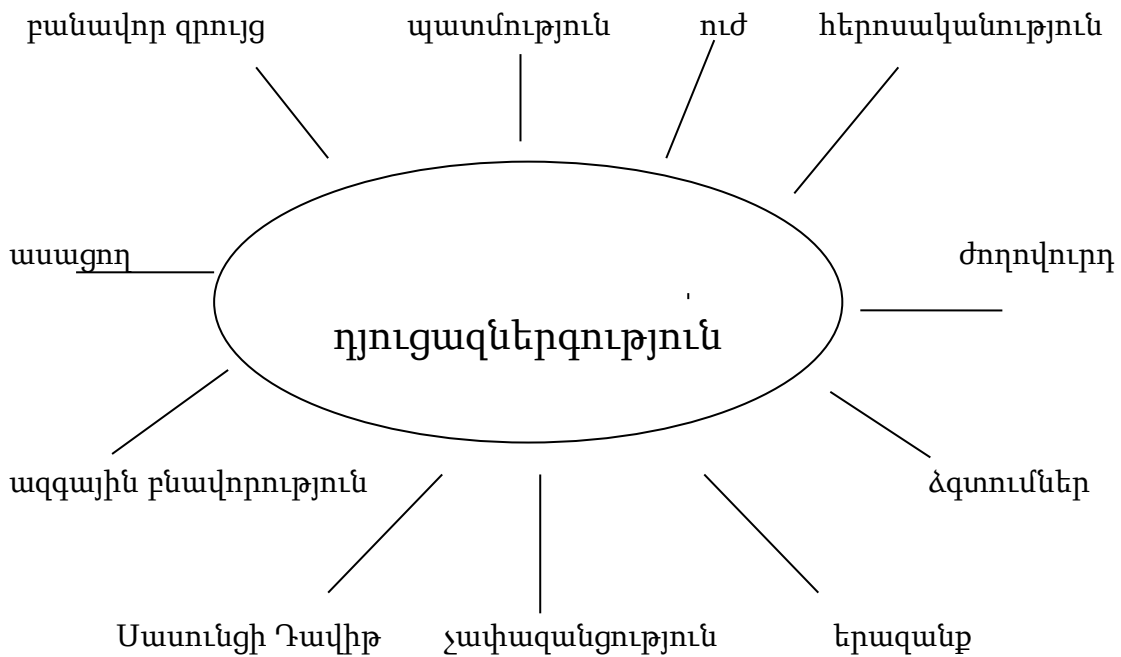 բանավոր զրույց
պատմություն
ուժ
հերոսականություն
ասացող
ժողովուրդ
դյուցազներգություն
ազգային բնավորություն
ձգտումներ
Սասունցի Դավիթ
չափազանցություն
երազանք